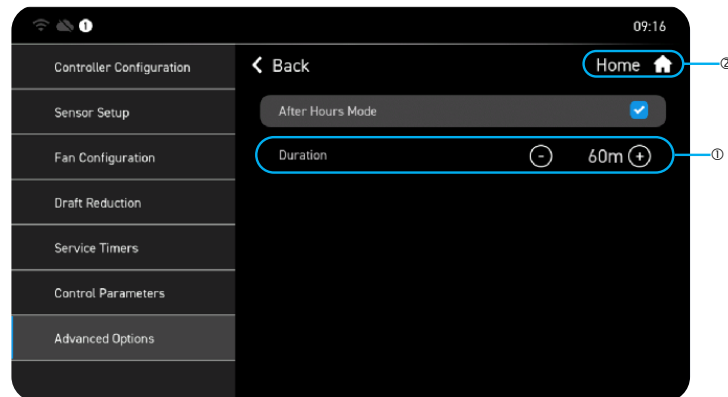 1 09:16
Controller Configuration
Sensor Setup
Fan Configuration
Draft Reduction
Service Timers
Control Parameters
Advanced Options
Back Home ②
After Hours Mode
Duration - 60m + ①